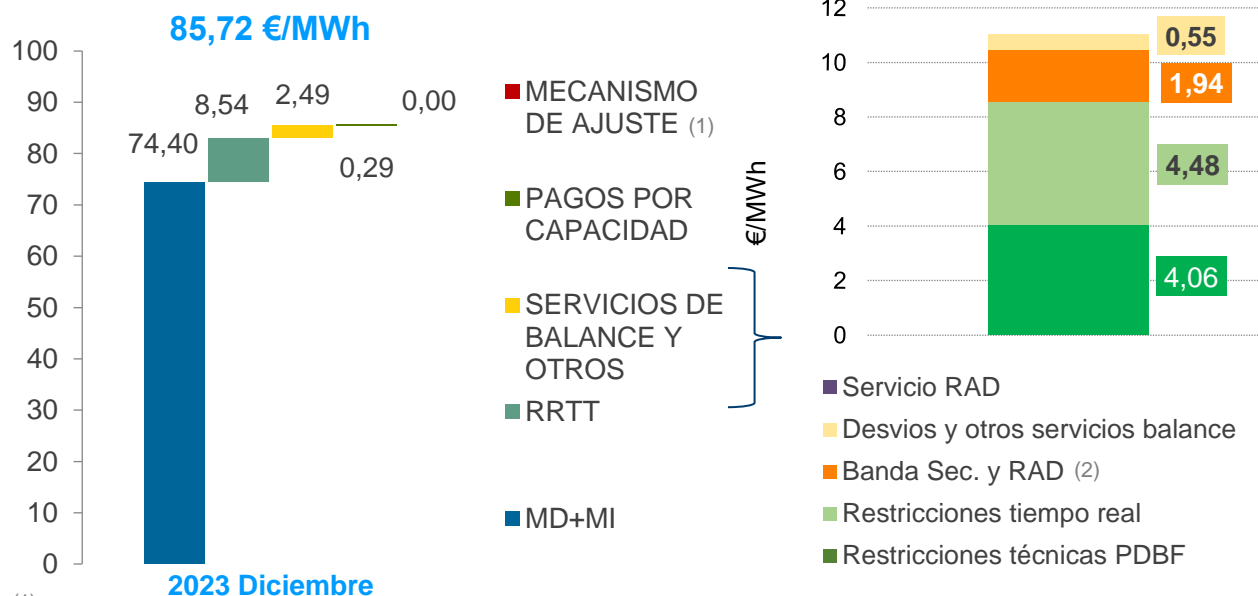 85,72 €/MWh
100
90
80
70
60
50
40
30
20
10
0
74,40
8,54
2,49
0,29
0,00
2023 Diciembre
MECANISMO
DE AJUSTE (1)
PAGOS POR
CAPACIDAD
SERVICIOS DE
BALANCE Y
OTROS
RRTT
MD+MI
€/MWh
12
10
8
6
4
2
0
0,55
1,94
4,48
4,06
Servicio RAD
Desvios y otros servicios balance
Banda Sec. y RAD (2)
Restricciones tiempo real
Restricciones técnicas PDBF